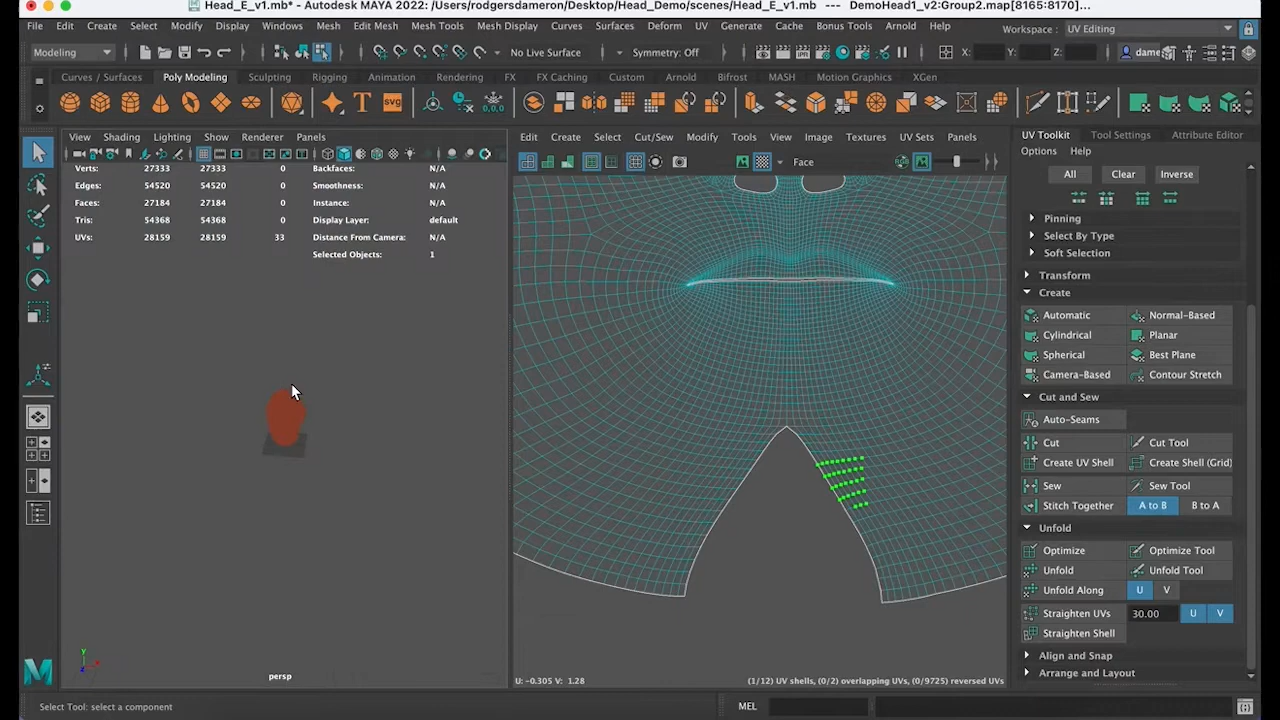 Head_E_v1.mb* - Autodesk MAYA 2022: /Users/rodgersdameron/Desktop/Head_Demo/scenes/Head_E_v1.mb --- DemoHead1_v2:Group2.map[8165:8170]...
File Edit Create Select Modify Display Windows Mesh Edit Mesh Mesh Tools Mesh Display Curves Surfaces Deform UV Generate Cache Bonus Tools Arnold Help
Workspace: UV Editing
Modeling No Live Surface Symmetry: Off X: Y: Z: dame
Curves / Surfaces Poly Modeling Sculpting Rigging Animation Rendering FX FX Caching Custom Arnold Bifrost MASH Motion Graphics XGen
SVG
0,0,0
View Shading Lighting Show Renderer Panels
Edit Create Select Cut/Sew Modify Tools View Image Textures UV Sets Panels
UV Toolkit Tool Settings Attribute Editor
Options Help
Face
All Clear Inverse
Verts: 27333 27333 0 Backfaces: N/A
Edges: 54520 54520 0 Smoothness: N/A
Faces: 27184 27184 0 Instance: N/A
Tris: 54368 54368 0 Display Layer: default
UVs: 28159 28159 33 Distance From Camera: N/A
Selected Objects: 1
Pinning
Select By Type
Soft Selection
Transform
Create
Automatic Normal-Based
Cylindrical Planar
Spherical Best Plane
Camera-Based Contour Stretch
Cut and Sew
Auto-Seams
Cut Cut Tool
Create UV Shell Create Shell (Grid)
Sew Sew Tool
Stitch Together A to B B to A
Unfold
Optimize Optimize Tool
Unfold Unfold Tool
Unfold Along U V
Straighten UVs 30.00 U V
Straighten Shell
Align and Snap
Arrange and Layout
y
x
z
persp
U: -0.305 V: 1.28 (1/12) UV shells, (0/2) overlapping UVs, (0/9725) reversed UVs
M
Select Tool: select a component
MEL